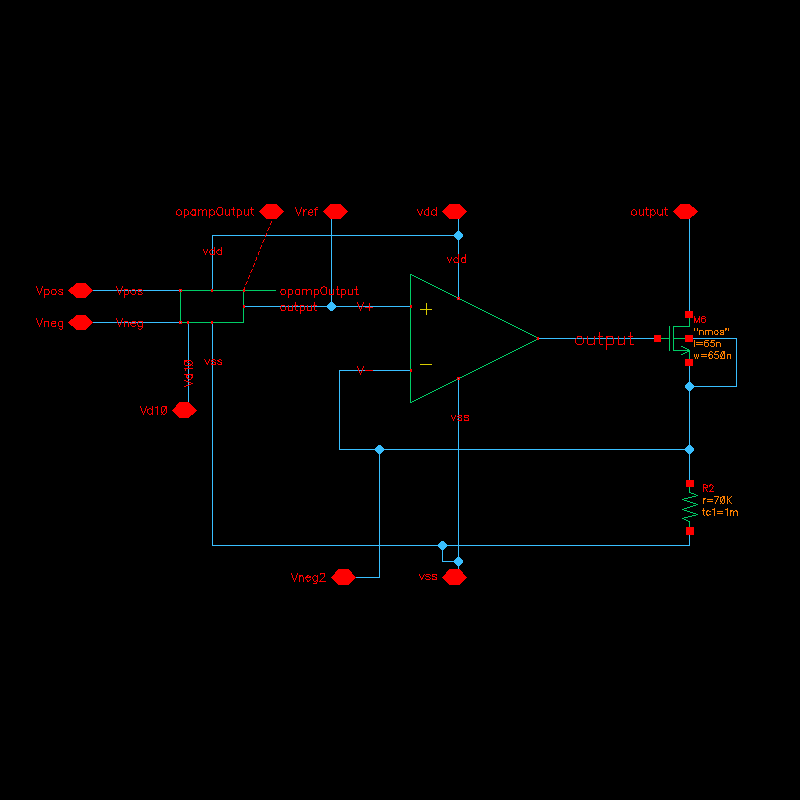 opampOutput Vref vdd output
vdd
vdd
Vpos Vpos opampOutput
output V+
Vneg Vneg
M6
"nmos"
l=65n
w=650n
output
vss
Vd10
V-
Vd10
vss
R2
r=70K
tc1=1m
Vneg2 vss